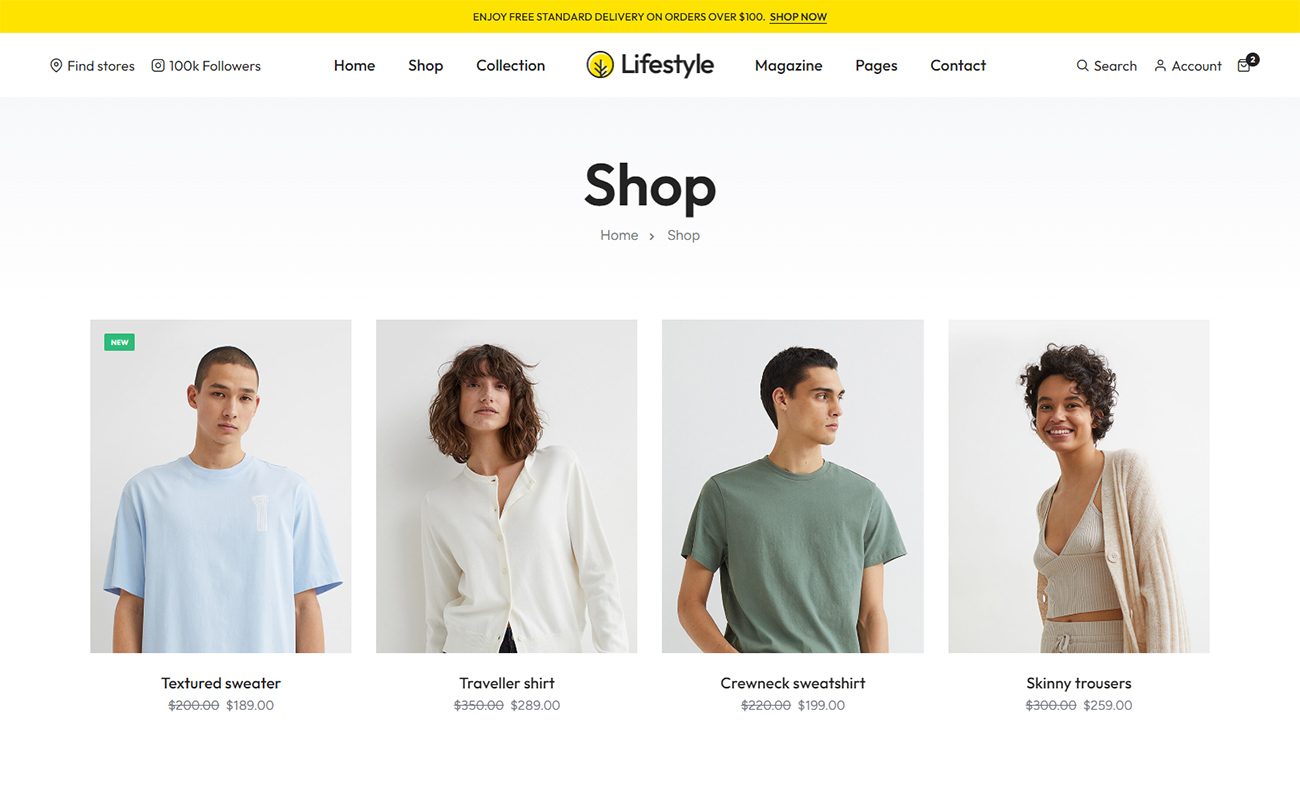 ENJOY FREE STANDARD DELIVERY ON ORDERS OVER $100. SHOP NOW
Find stores 100k Followers Home Shop Collection Lifestyle Magazine Pages Contact Search Account 2
Shop
Home > Shop
NEW
Textured sweater
$200.00 $189.00
Traveller shirt
$350.00 $289.00
Crewneck sweatshirt
$220.00 $199.00
Skinny trousers
$300.00 $259.00